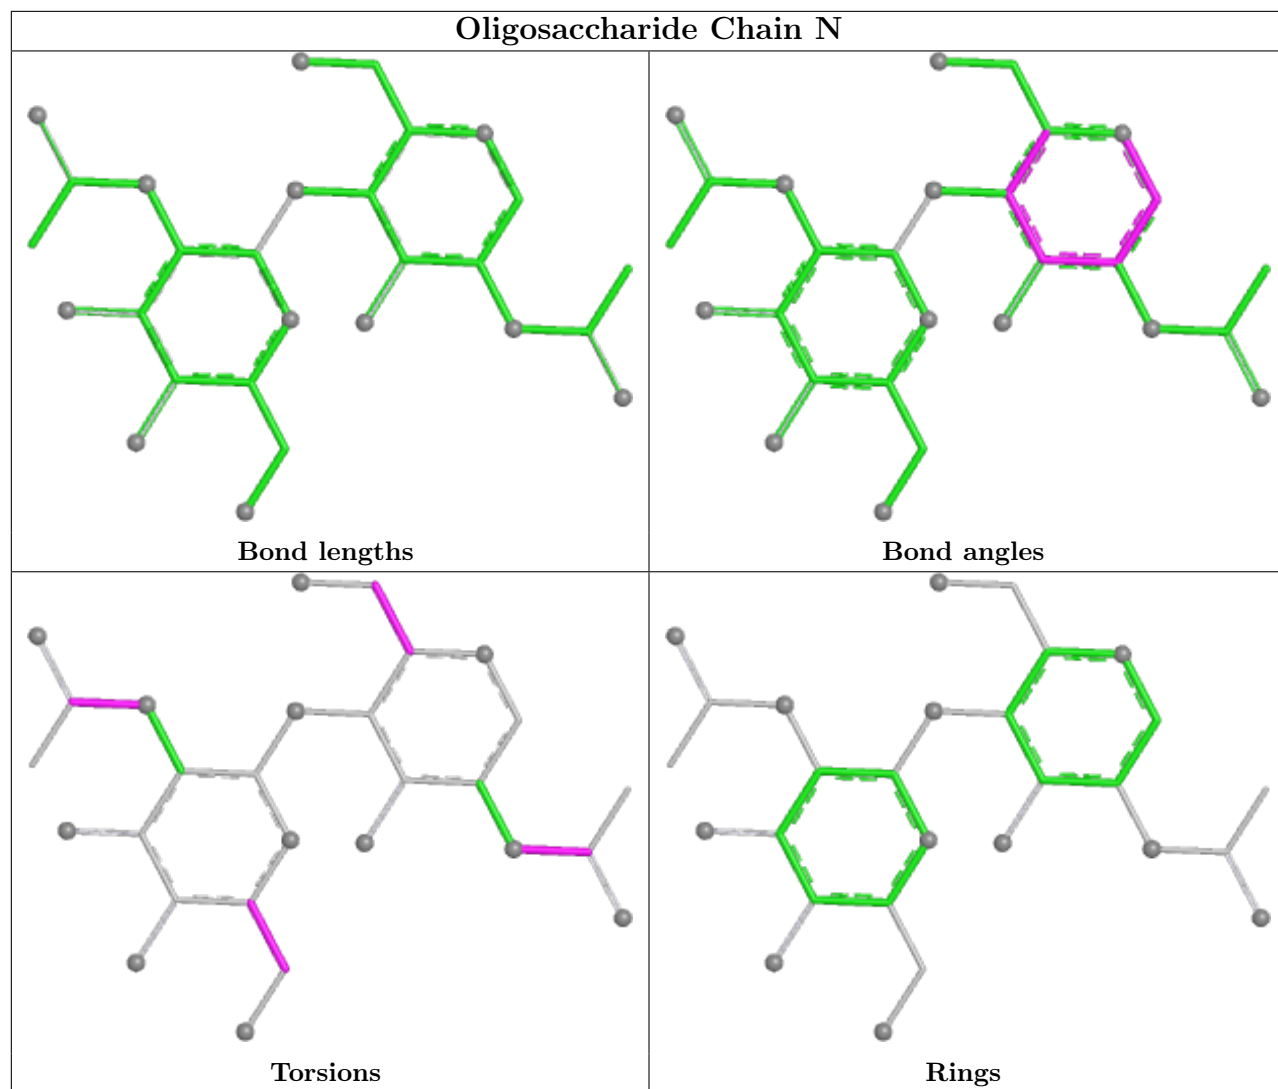 Oligosaccharide Chain N
Bond lengths
Bond angles
Torsions
Rings